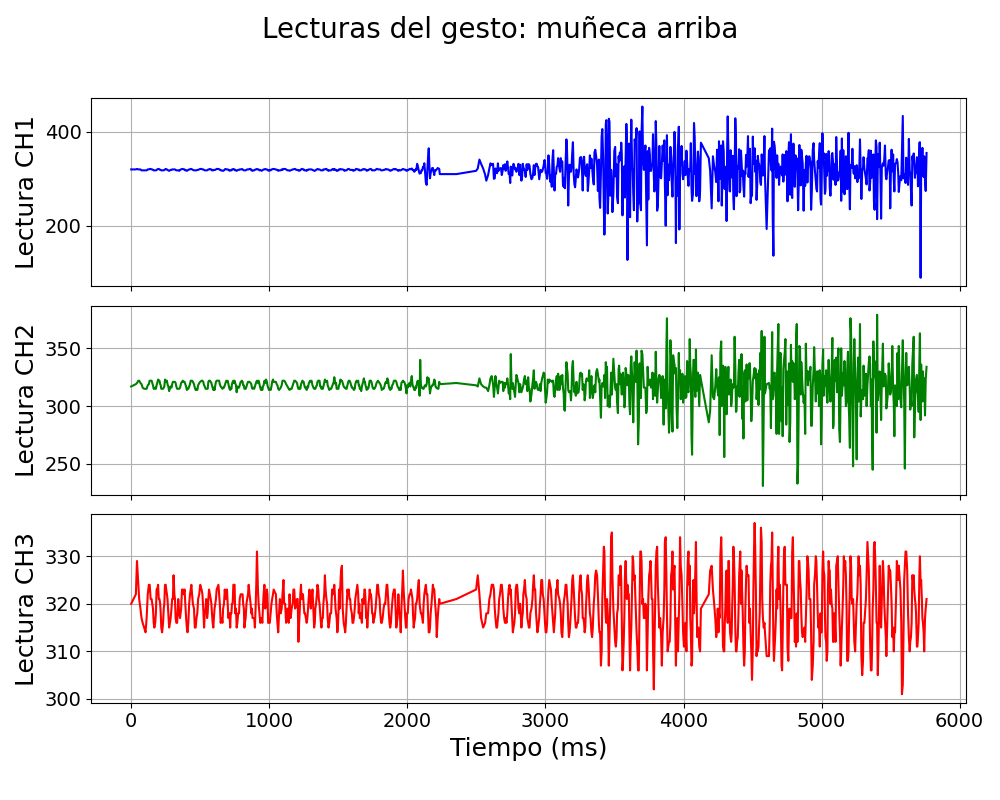 Lecturas del gesto: muñeca arriba
Lectura CH1
400
200
Lectura CH2
350
300
250
Lectura CH3
330
320
310
300
0 1000 2000 3000 4000 5000 6000
Tiempo (ms)